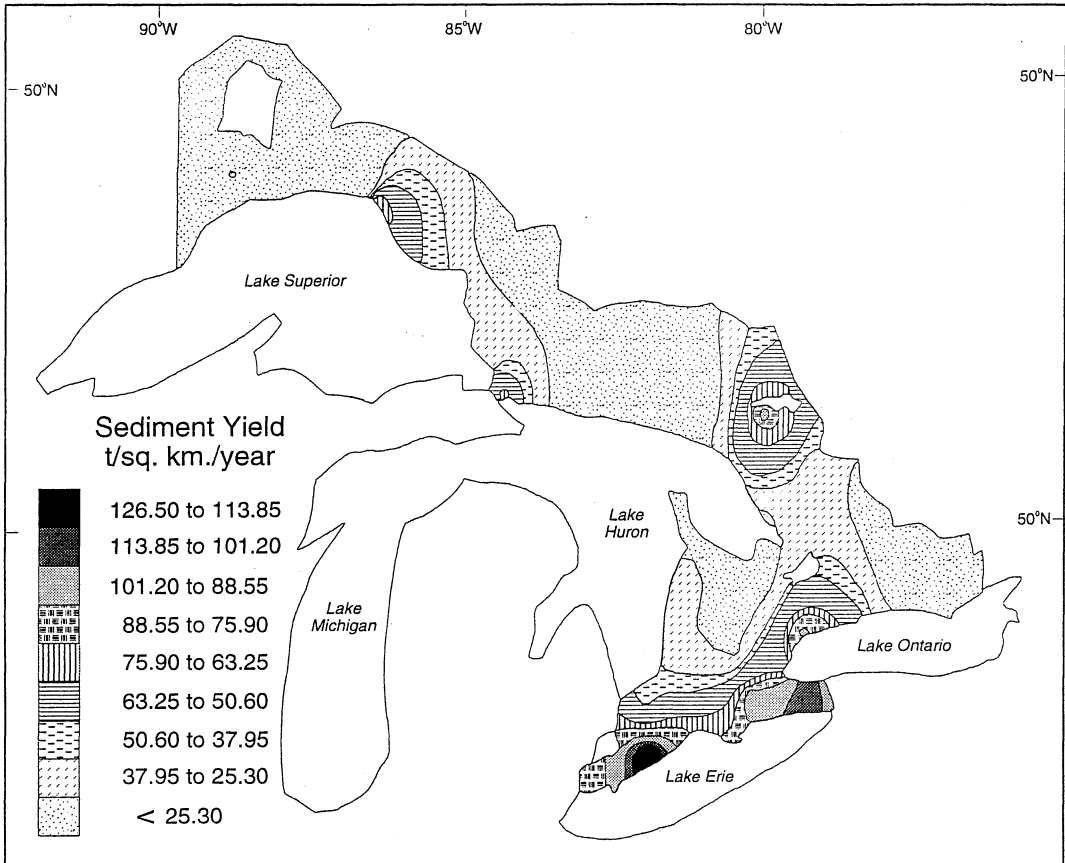 90°W
85°W
80°W
50°N
50°N
Lake Superior
Sediment Yield
t/sq. km./year
126.50 to 113.85
113.85 to 101.20
101.20 to 88.55
88.55 to 75.90
75.90 to 63.25
63.25 to 50.60
50.60 to 37.95
37.95 to 25.30
< 25.30
Lake
Huron
50°N
Lake
Michigan
Lake Ontario
Lake Erie